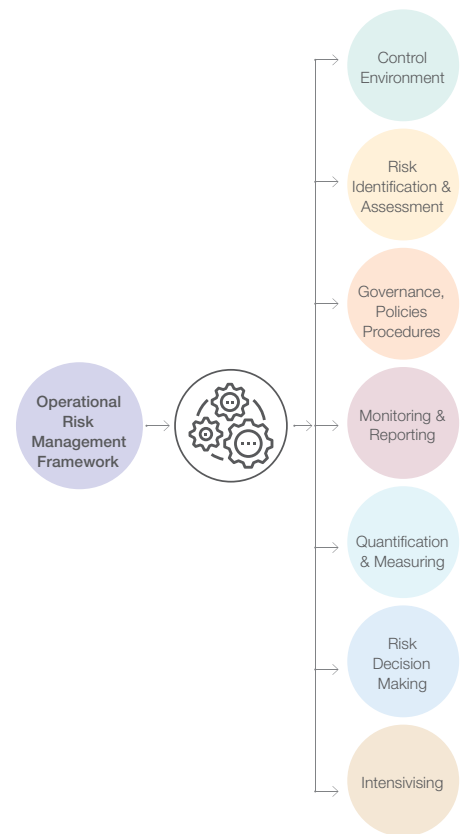 Control
Environment
Risk
Identification &
Assessment
Governance,
Policies
Procedures
Operational
Risk
Management
Framework
Monitoring &
Reporting
Quantification
& Measuring
Risk
Decision
Making
Intensivising